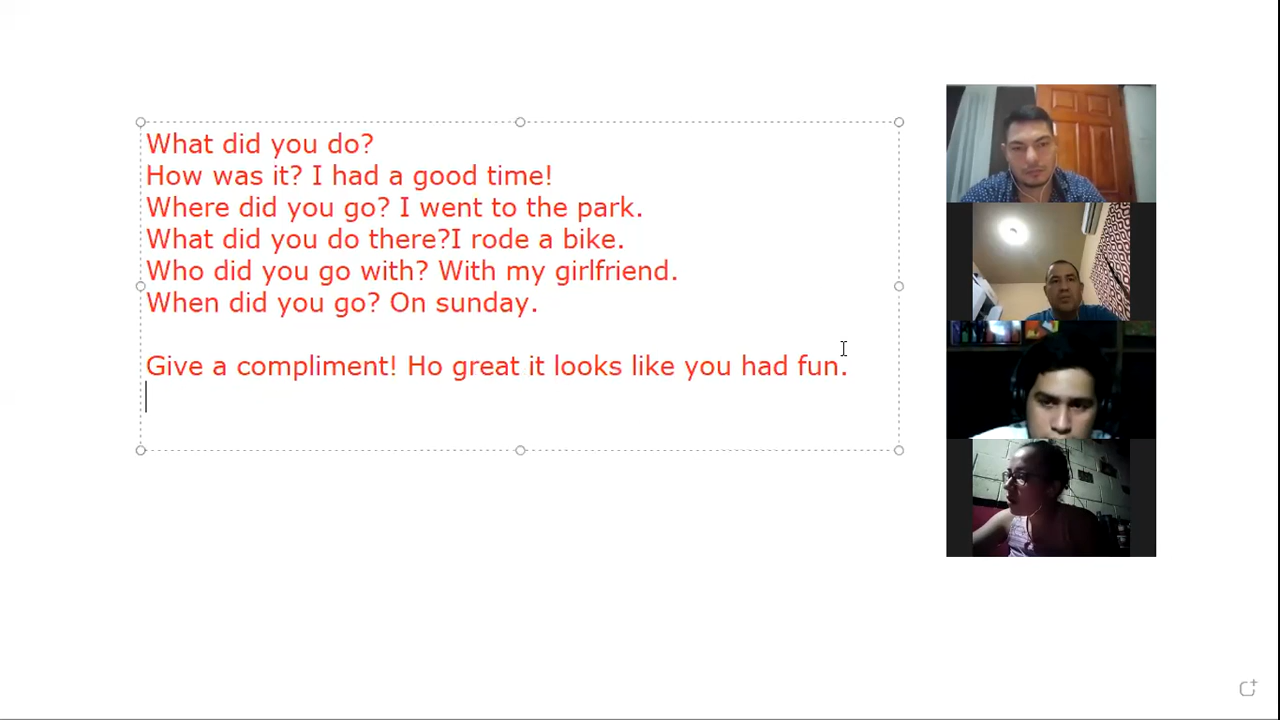 What did you do?
How was it? I had a good time!
Where did you go? I went to the park.
What did you do there?I rode a bike.
Who did you go with? With my girlfriend.
When did you go? On sunday.
Give a compliment! Ho great it looks like you had fun.